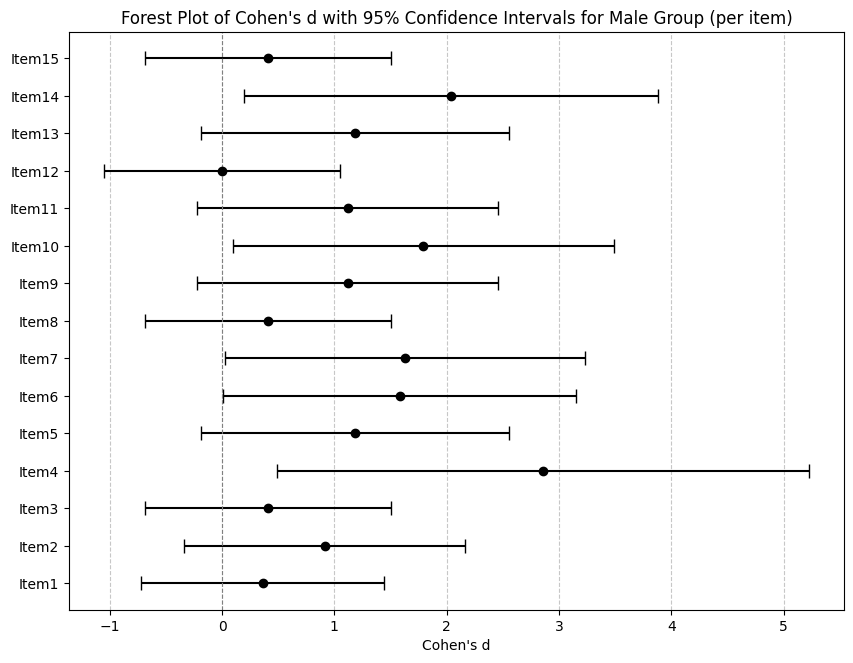 Forest Plot of Cohen's d with 95% Confidence Intervals for Male Group (per item)
Item15
Item14
Item13
Item12
Item11
Item10
Item9
Item8
Item7
Item6
Item5
Item4
Item3
Item2
Item1
−1 0 1 2 3 4 5
Cohen's d